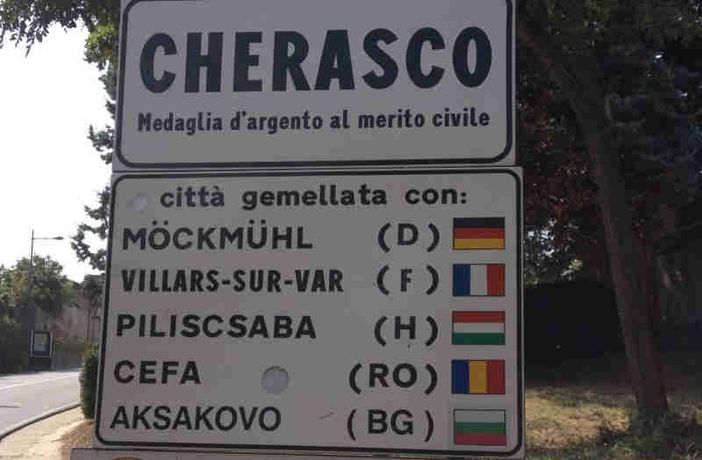 CHERASCO
Medaglia d'argento al merito civile
città gemellata con:
MÖCKMÜHL (D)
VILLARS-SUR-VAR (F)
PILISCSABA (H)
CEFA (RO)
AKSAKOVO (BG)